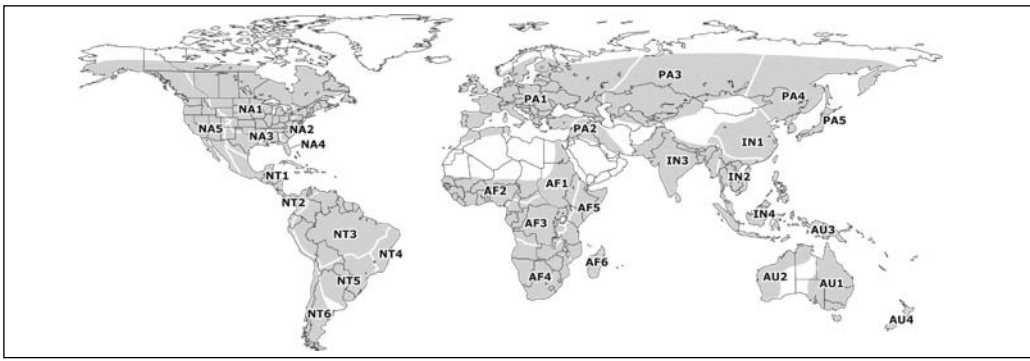 PA3
PA4
PA1
NA1
PA5
NA5
NA2
PA2
NA3
NA4
IN1
IN3
NT1
IN2
AF1
AF2
NT2
AF5
IN4
AF3
AU3
NT3
NT4
AF6
AF4
AU2
NT5
AU1
NT6
AU4